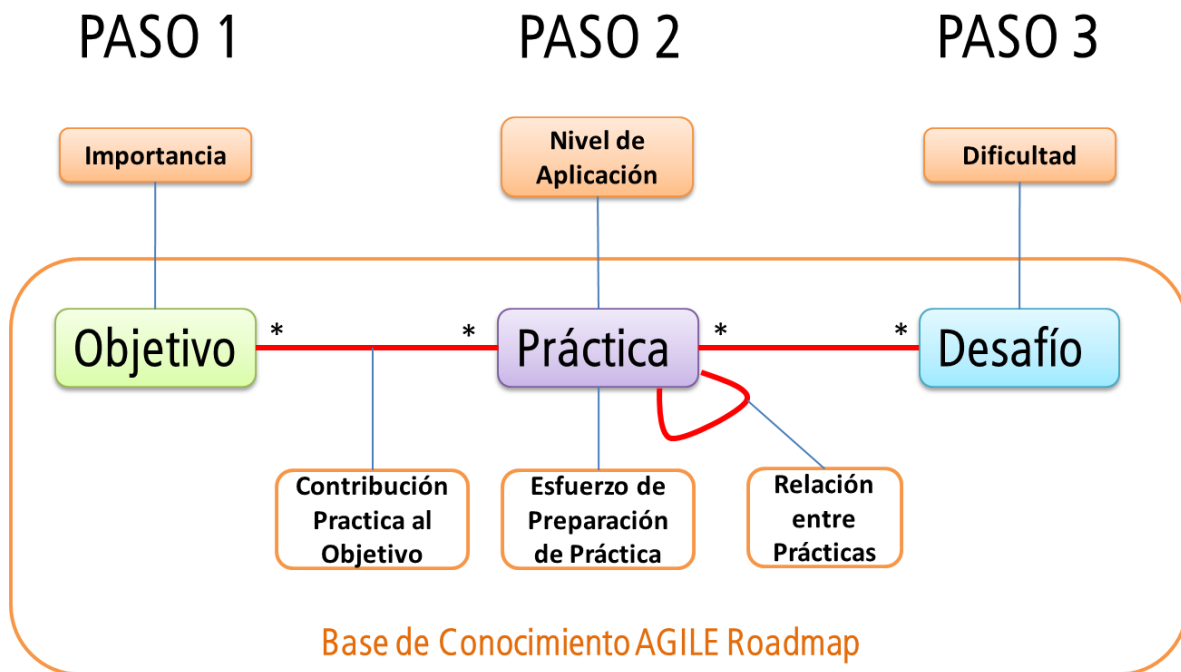 PASO 1
PASO 2
PASO 3
Importancia
Nivel de
Aplicación
Dificultad
Objetivo
*
*
Práctica
*
*
Desafío
Contribución
Practica al
Objetivo
Esfuerzo de
Preparación
de Práctica
Relación
entre
Prácticas
Base de Conocimiento AGILE Roadmap